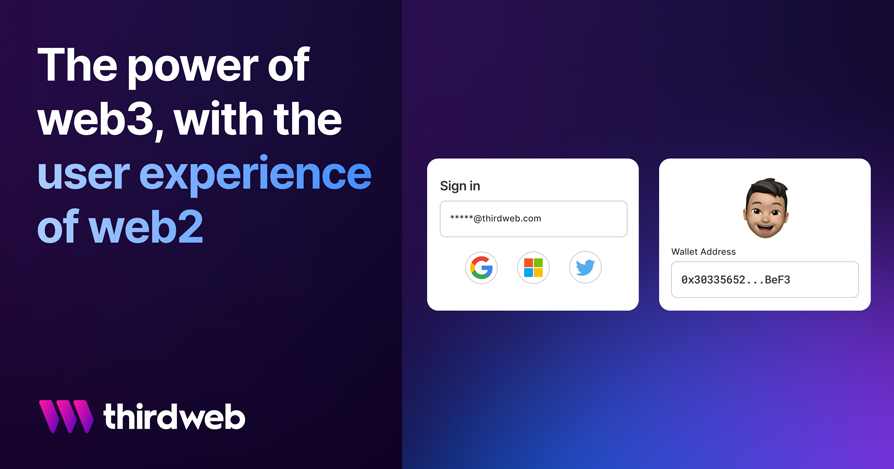 The power of
web3, with the
user experience
of web2
thirdweb
Sign in
*****@thirdweb.com
Wallet Address
0x30335652...BeF3